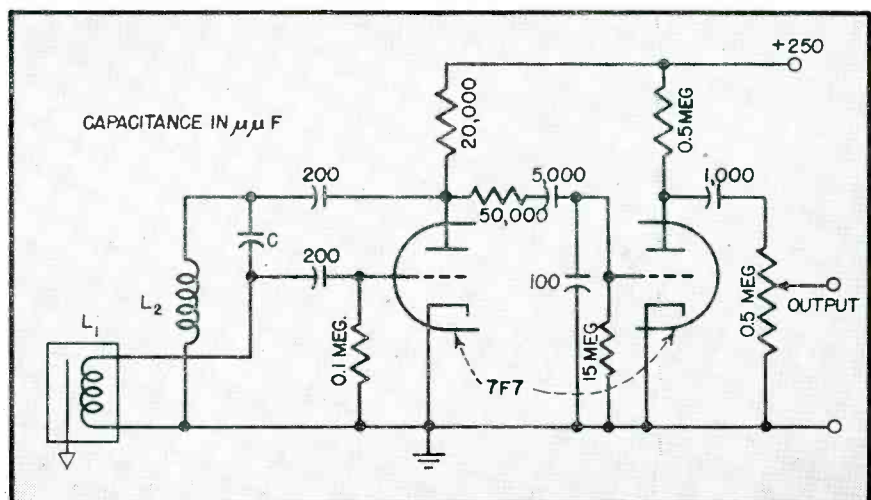 +250
CAPACITANCE IN μμF
20,000
0.5 MEG
200
5,000
1,000
50,000
C
200
L2
100
0.5 MEG
OUTPUT
L1
0.1 MEG.
7F7
15 MEG